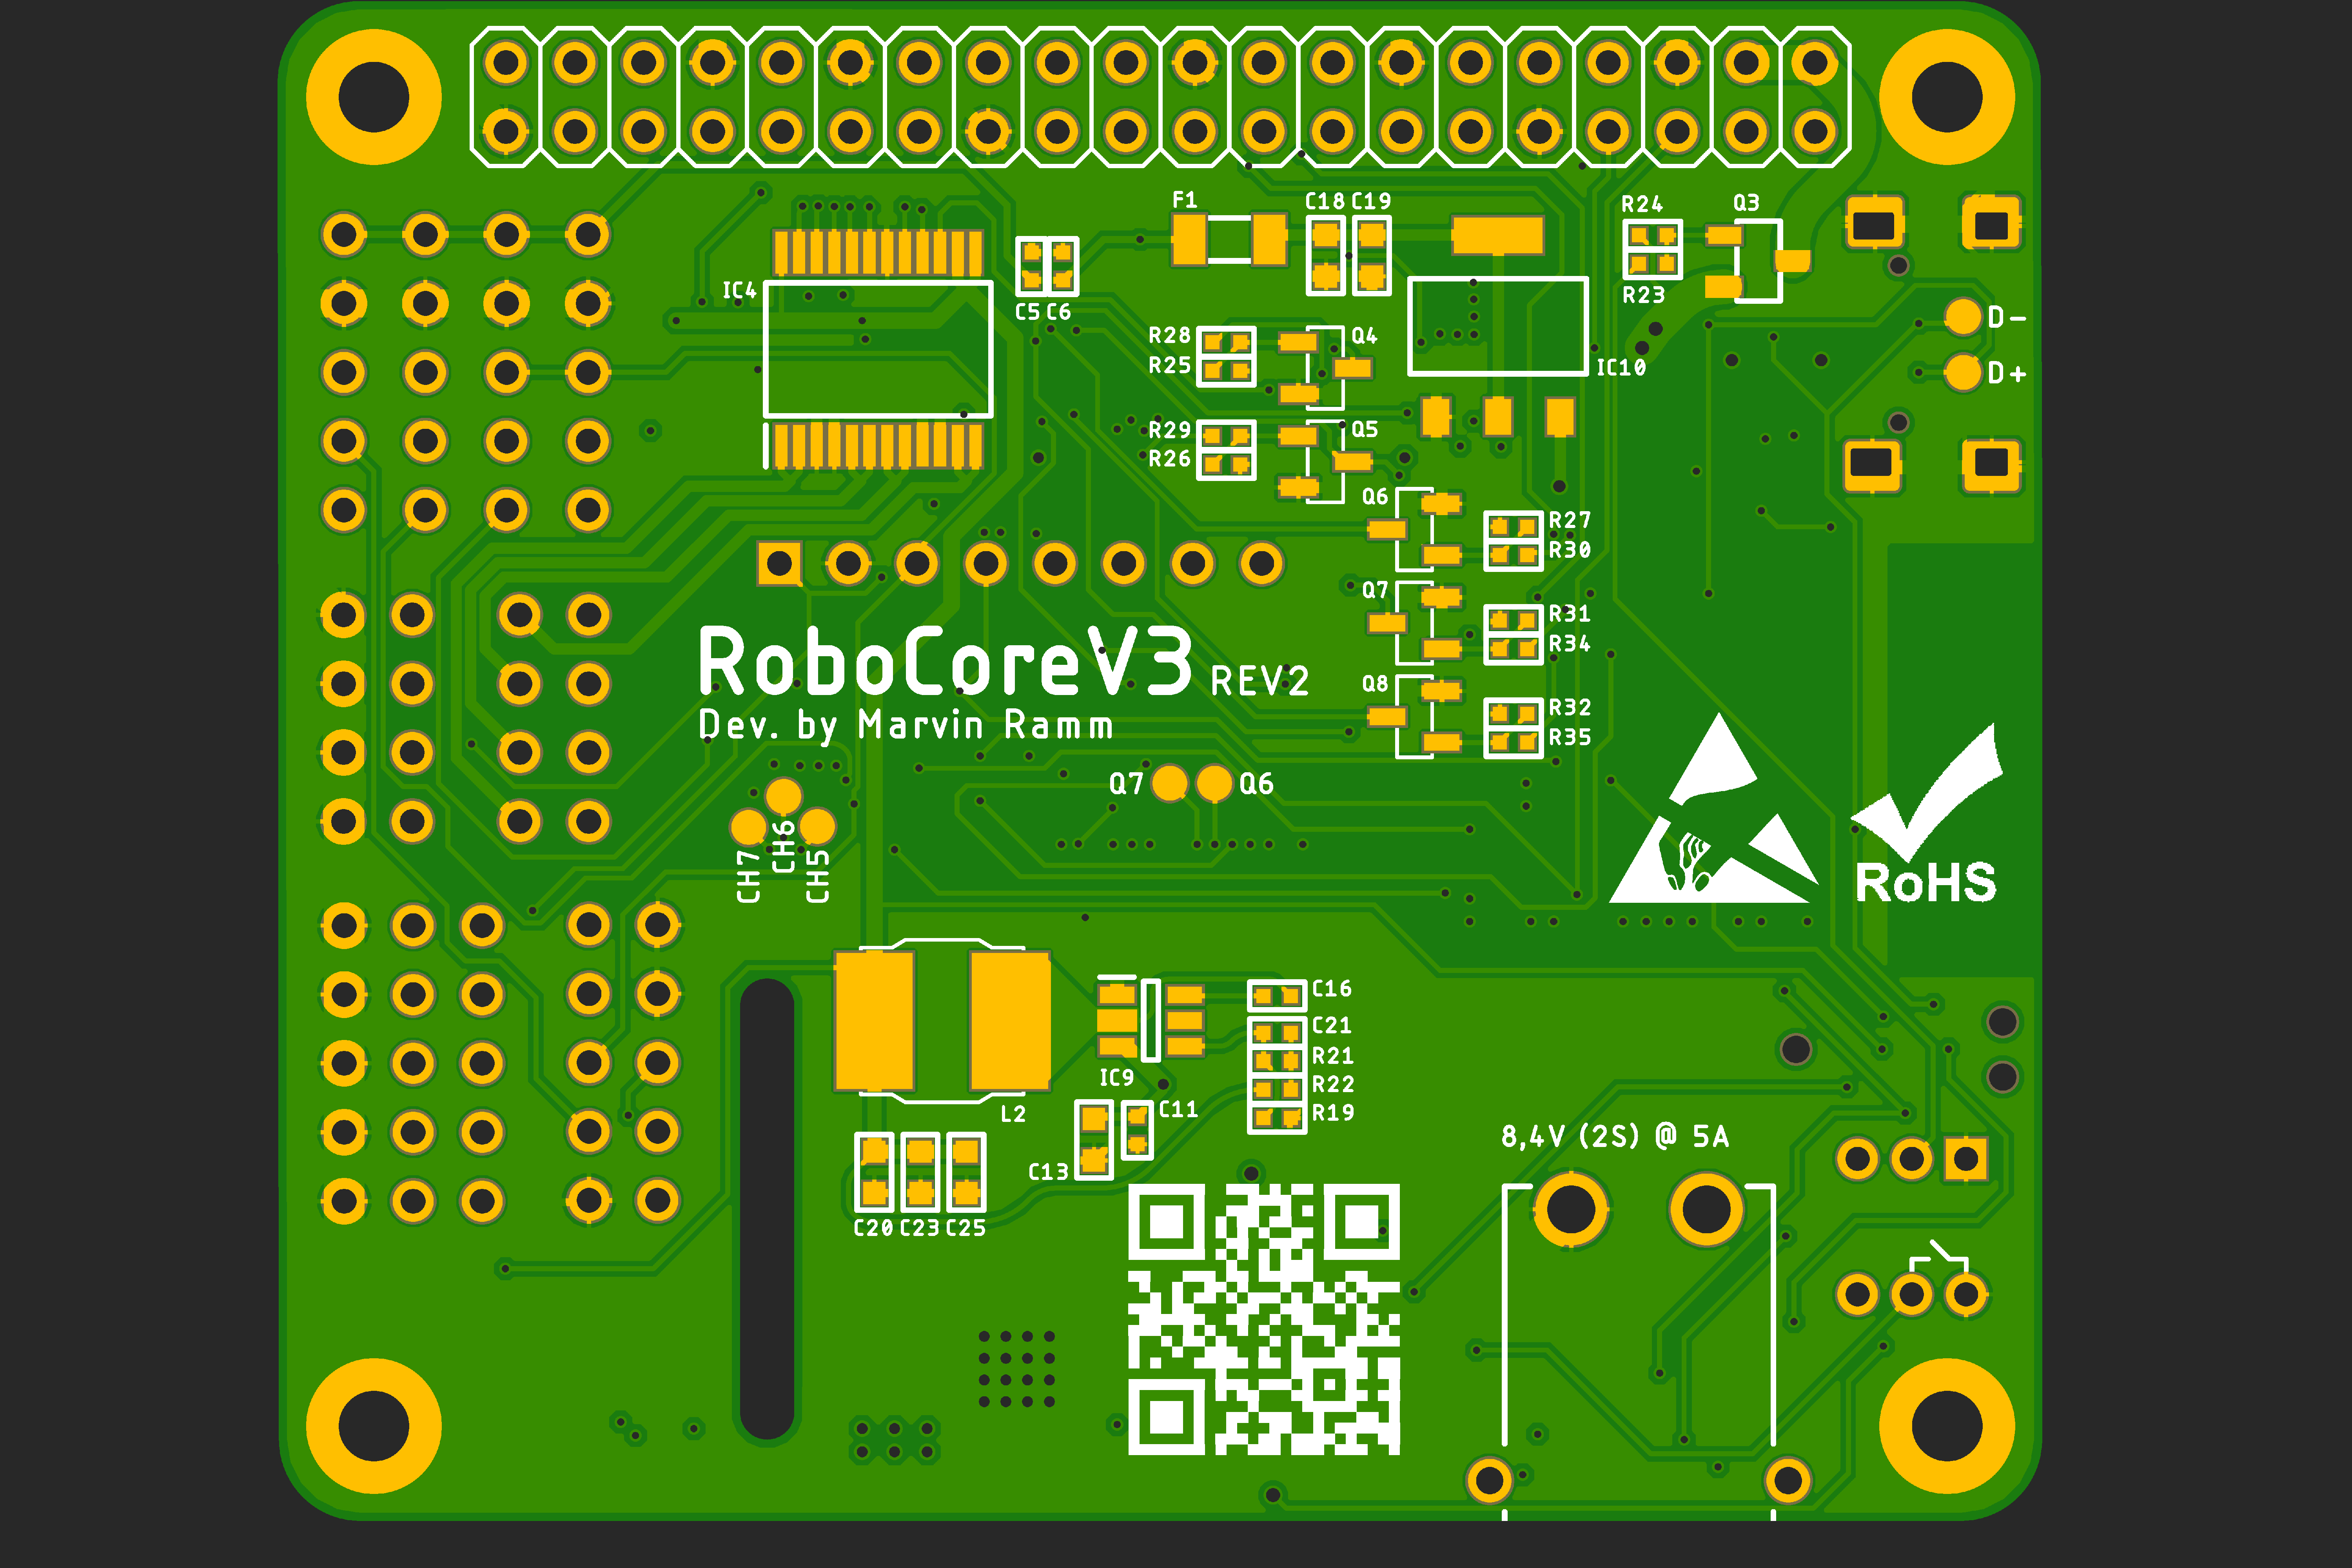 F1
C18 C19
R24
Q3
IC4
R23
C5 C6
D-
R28
Q4
R25
IC10
D+
R29
Q5
R26
Q6
R27
R30
Q7
R31
R34
RoboCoreV3 REV2
Q8
R32
Dev. by Marvin Ramm
R35
Q7
Q6
CH7
CH6
CH5
RoHS
C16
C21
R21
IC9
R22
L2
C11
R19
8,4V (2S) @ 5A
C13
C20 C23 C25